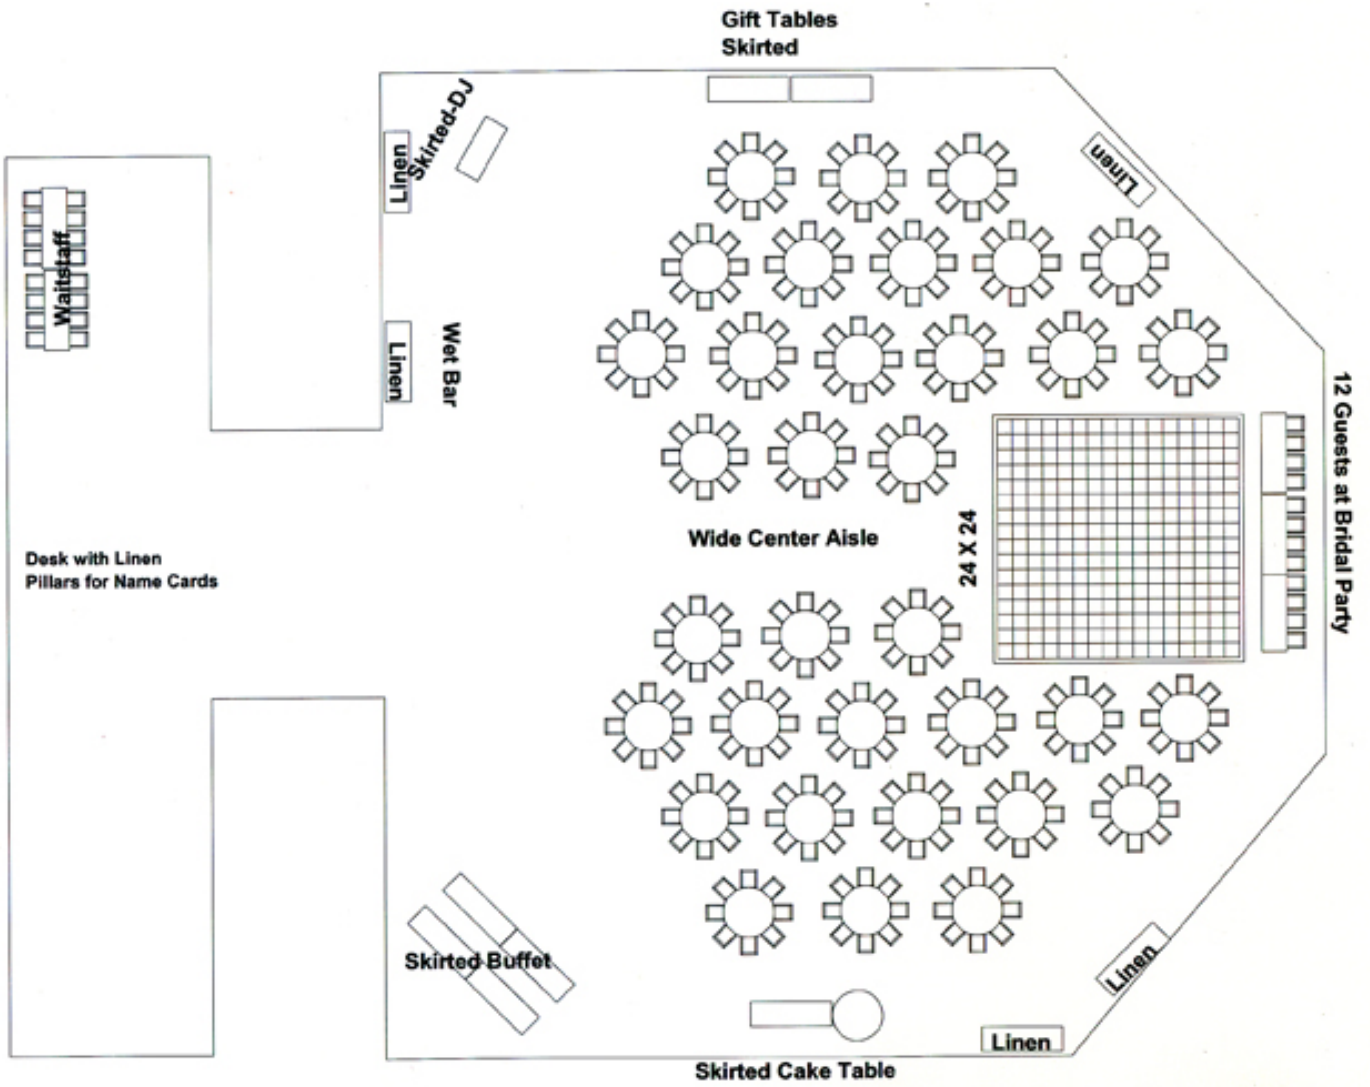 Gift Tables
Skirted
Skirted-DJ
Linen
Linen
Waitstaff
Linen
Wet Bar
12 Guests at Bridal Party
Wide Center Aisle
24 X 24
Desk with Linen
Pillars for Name Cards
Skirted Buffet
Linen
Linen
Skirted Cake Table